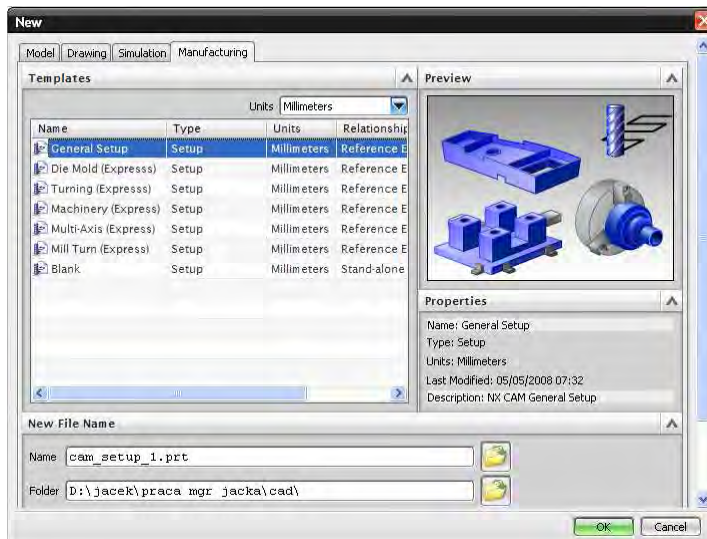 New
Model Drawing Simulation Manufacturing
Templates
Units Millimeters
Name Type Units Relationship
General Setup Setup Millimeters Reference E
Die Mold (Expresss) Setup Millimeters Reference E
Turning (Expresss) Setup Millimeters Reference E
Machinery (Express) Setup Millimeters Reference E
Multi-Axis (Express) Setup Millimeters Reference E
Mill Turn (Express) Setup Millimeters Reference E
Blank Setup Millimeters Stand-alone
Preview
Properties
Name: General Setup
Type: Setup
Units: Millimeters
Last Modified: 05/05/2008 07:32
Description: NX CAM General Setup
New File Name
Name cam_setup_1.prt
Folder D:\jacek\praca mgr jacka\cad\
OK Cancel